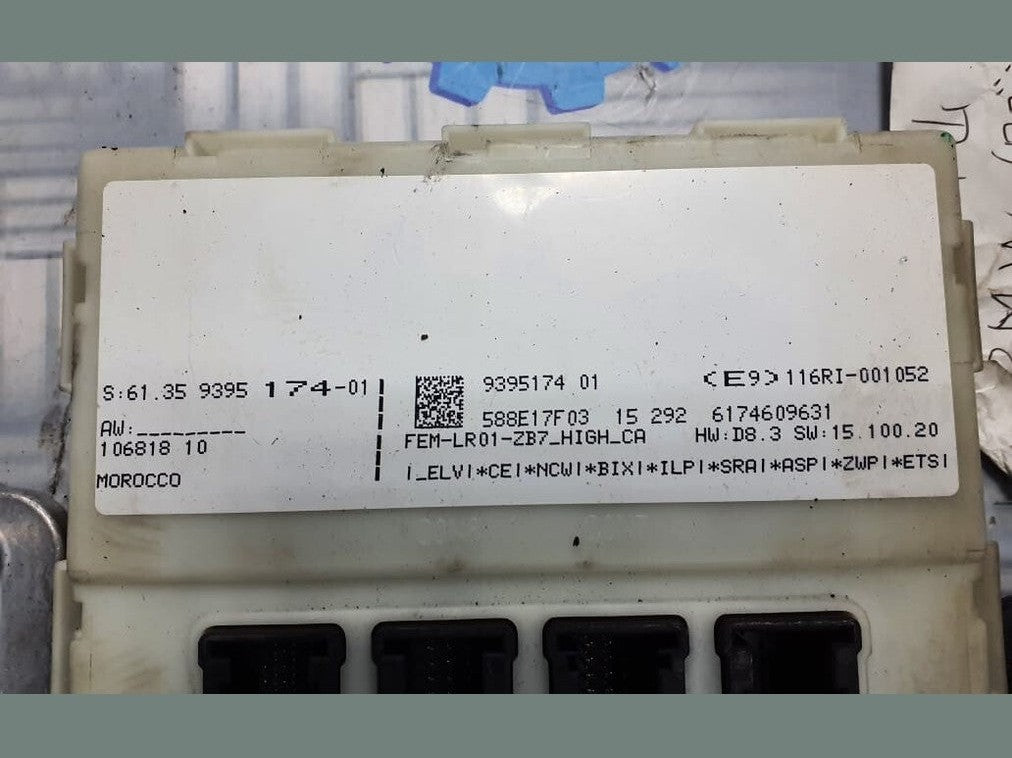 S:61.35 9395 174-01
AW:_________
106818 10
MOROCCO
9395174 01
<E9>116RI-001052
588E17F03 15 292 6174609631
FEM-LR01-ZB7_HIGH_CA HW:D8.3 SW:15.100.20
|_ELV|*CE|*NCW|*BIX|*ILP|*SRA|*ASP|*ZWP|*ETS|